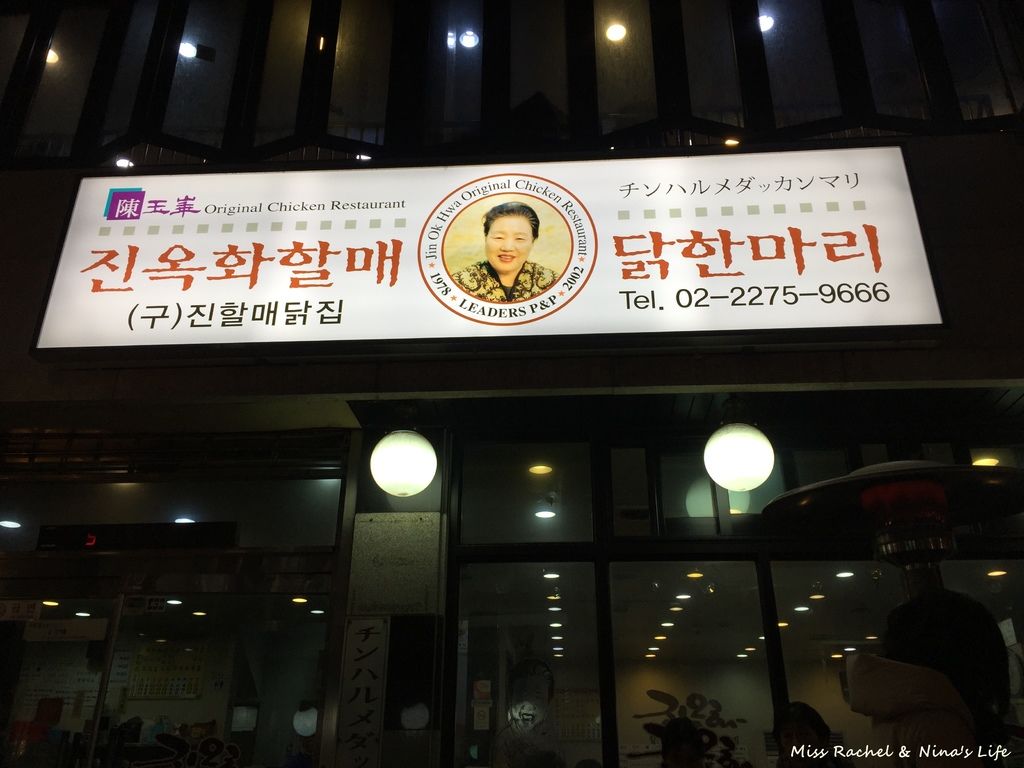 陳玉峯 Original Chicken Restaurant
진옥화할매
(구)진할매닭집
Jin Ok Hwa Original Chicken Restaurant
1978 ★ LEADERS P&P ★ 2002
チンハルメダッカンマリ
닭한마리
Tel. 02-2275-9666
チンハルメダッ
Miss Rachel & Nina's Life